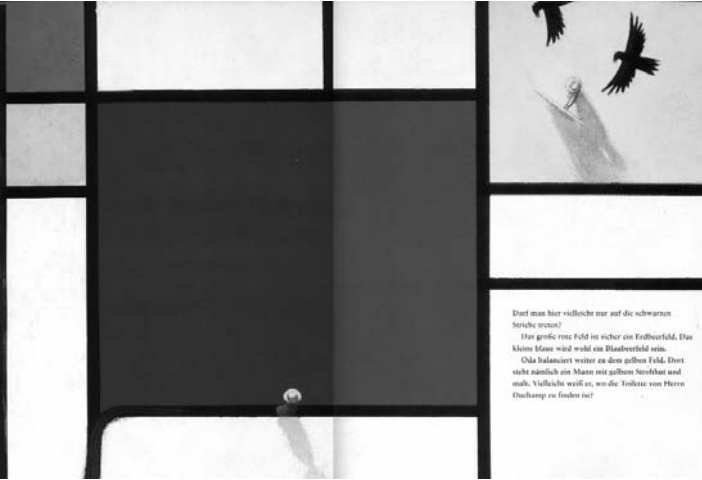 Darf man hier vielleicht nur auf die schwarzen
Striche treten?
Das große rote Feld ist sicher ein Erdbeerfeld. Das
kleine blaue wird wohl ein Blaubeerfeld sein.
Oda balanciert weiter zu dem gelben Feld. Dort
steht nämlich ein Mann mit gelbem Strohhut und
malt. Vielleicht weiß er, wo die Toilette von Herrn
Duchamp zu finden ist?